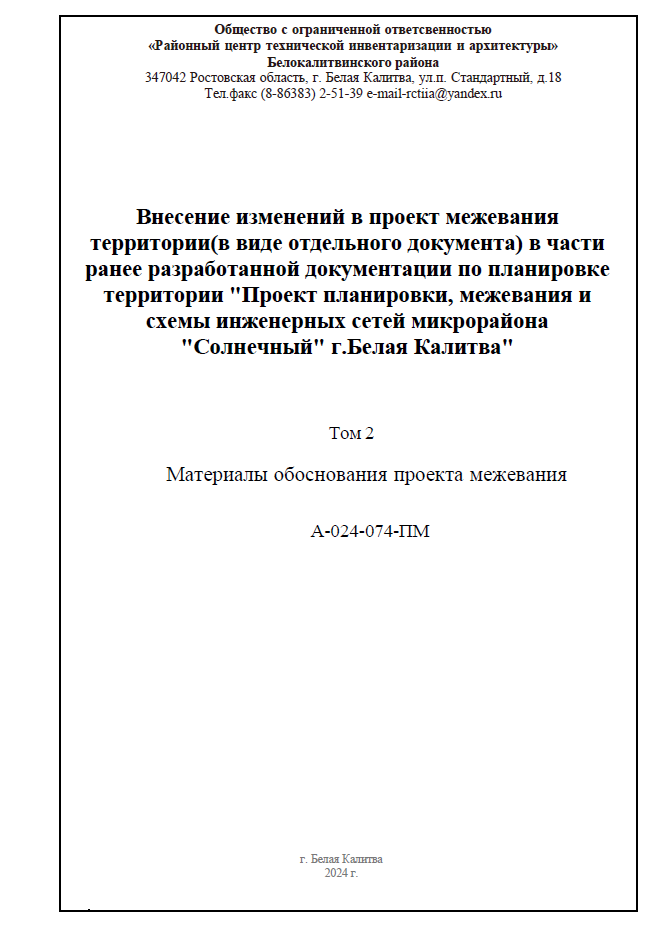 Общество с ограниченной ответсвенностью
«Районный центр технической инвентаризации и архитектуры»
Белокалитвинского района
347042 Ростовская область, г. Белая Калитва, ул.п. Стандартный, д.18
Тел.факс (8-86383) 2-51-39 e-mail-rctiia@yandex.ru
Внесение изменений в проект межевания
территории(в виде отдельного документа) в части
ранее разработанной документации по планировке
территории "Проект планировки, межевания и
схемы инженерных сетей микрорайона
"Солнечный" г.Белая Калитва"
Том 2
Материалы обоснования проекта межевания
А-024-074-ПМ
г. Белая Калитва
2024 г.